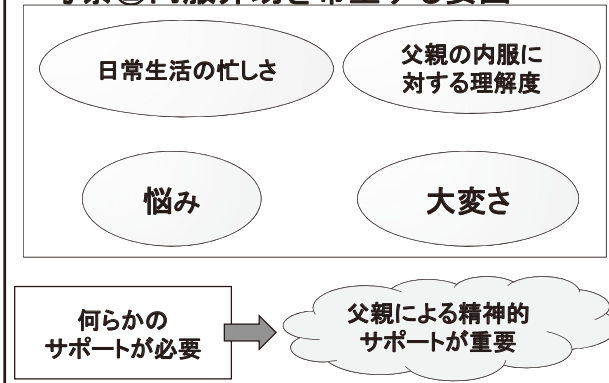 日常生活の忙しさ
父親の内服に
対する理解度
悩み
大変さ
何らかの
サポートが必要
父親による精神的
サポートが重要